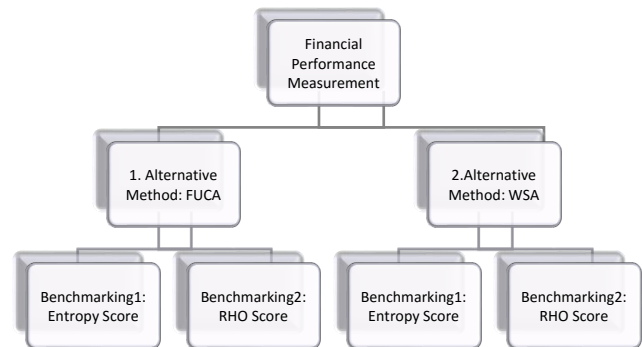 Financial
Performance
Measurement
1. Alternative
Method: FUCA
2.Alternative
Method: WSA
Benchmarking1:
Entropy Score
Benchmarking2:
RHO Score
Benchmarking1:
Entropy Score
Benchmarking2:
RHO Score